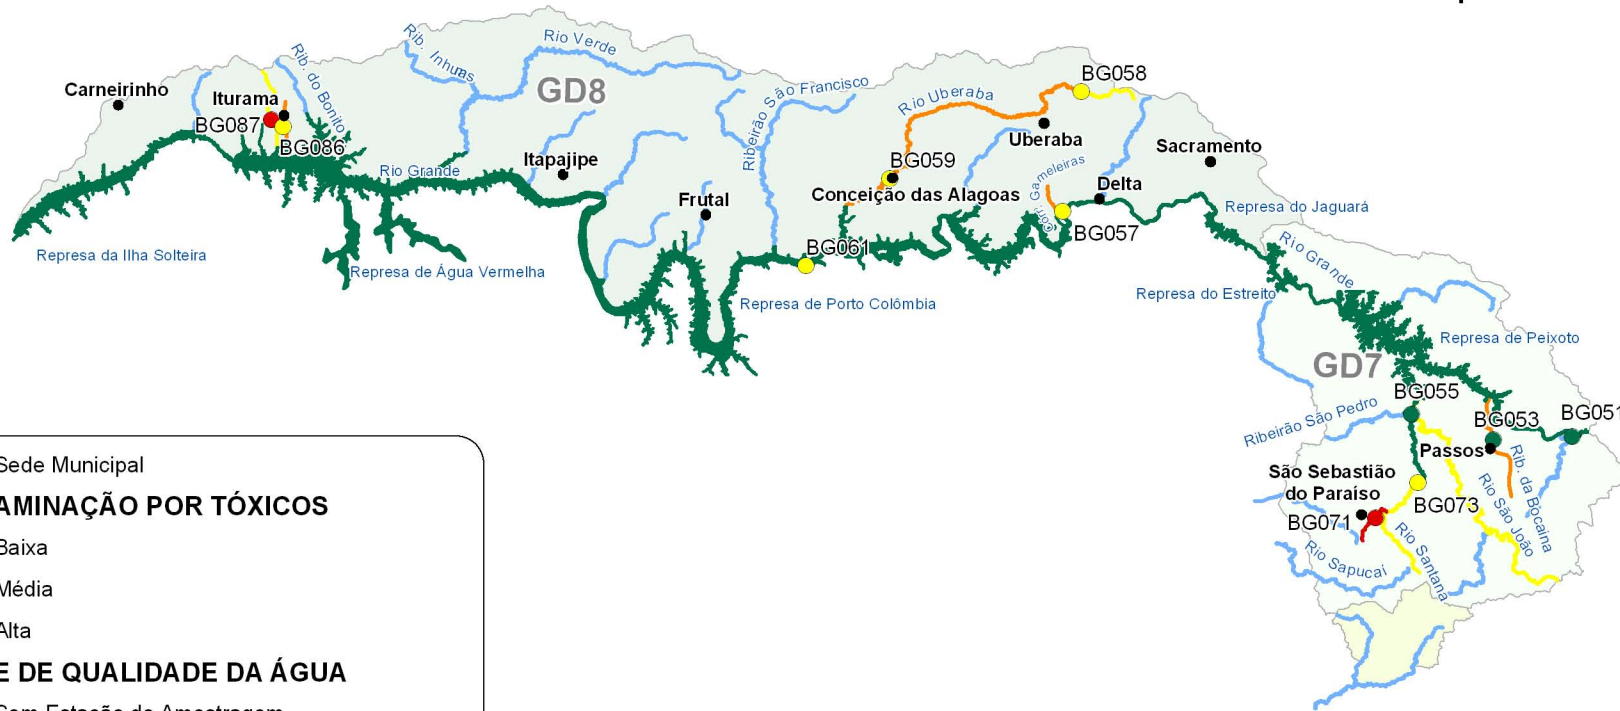 Rio Verde
Rib. Inhumas
Rib. do Bonito
GD8
Carneirinho
Iturama
BG087
BG086
Rio Grande
Itapajipe
Frutal
Ribeirão São Francisco
Rio Uberaba
BG058
Uberaba
BG059
Conceição das Alagoas
Gameleiras
Delta
Sacramento
BG057
BG061
Represa do Jaguará
Represa da Ilha Solteira
Represa de Água Vermelha
Represa de Porto Colômbia
Rio Grande
Represa do Estreito
Represa de Peixoto
GD7
BG055
BG053
BG051
Ribeirão São Pedro
Passos
São Sebastião
do Paraíso
BG073
BG071
Rib. da Bocaina
Rio São João
Rio Santana
Rio Sapucaí
Sede Municipal
AMINAÇÃO POR TÓXICOS
Baixa
Média
Alta
E DE QUALIDADE DA ÁGUA